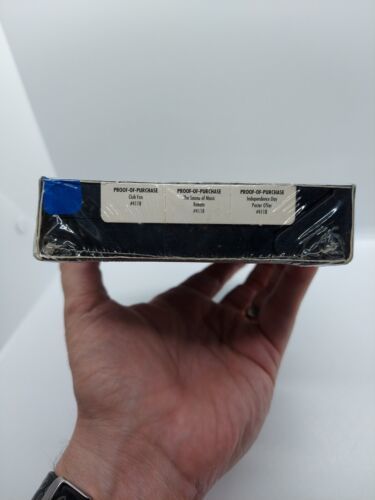 PROOF-OF-PURCHASE
Club Fox
#4118
PROOF-OF-PURCHASE
The Sound of Music
Rebate
#4118
PROOF-OF-PURCHASE
Independence Day
Poster Offer
#4118